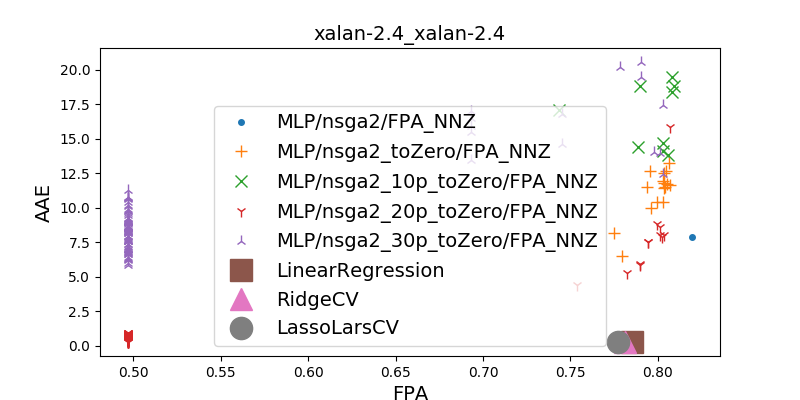 xalan-2.4_xalan-2.4
AAE
20.0
17.5
15.0
12.5
10.0
7.5
5.0
2.5
0.0
MLP/nsga2/FPA_NNZ
MLP/nsga2_toZero/FPA_NNZ
MLP/nsga2_10p_toZero/FPA_NNZ
MLP/nsga2_20p_toZero/FPA_NNZ
MLP/nsga2_30p_toZero/FPA_NNZ
LinearRegression
RidgeCV
LassoLarsCV
0.50 0.55 0.60 0.65 0.70 0.75 0.80
FPA